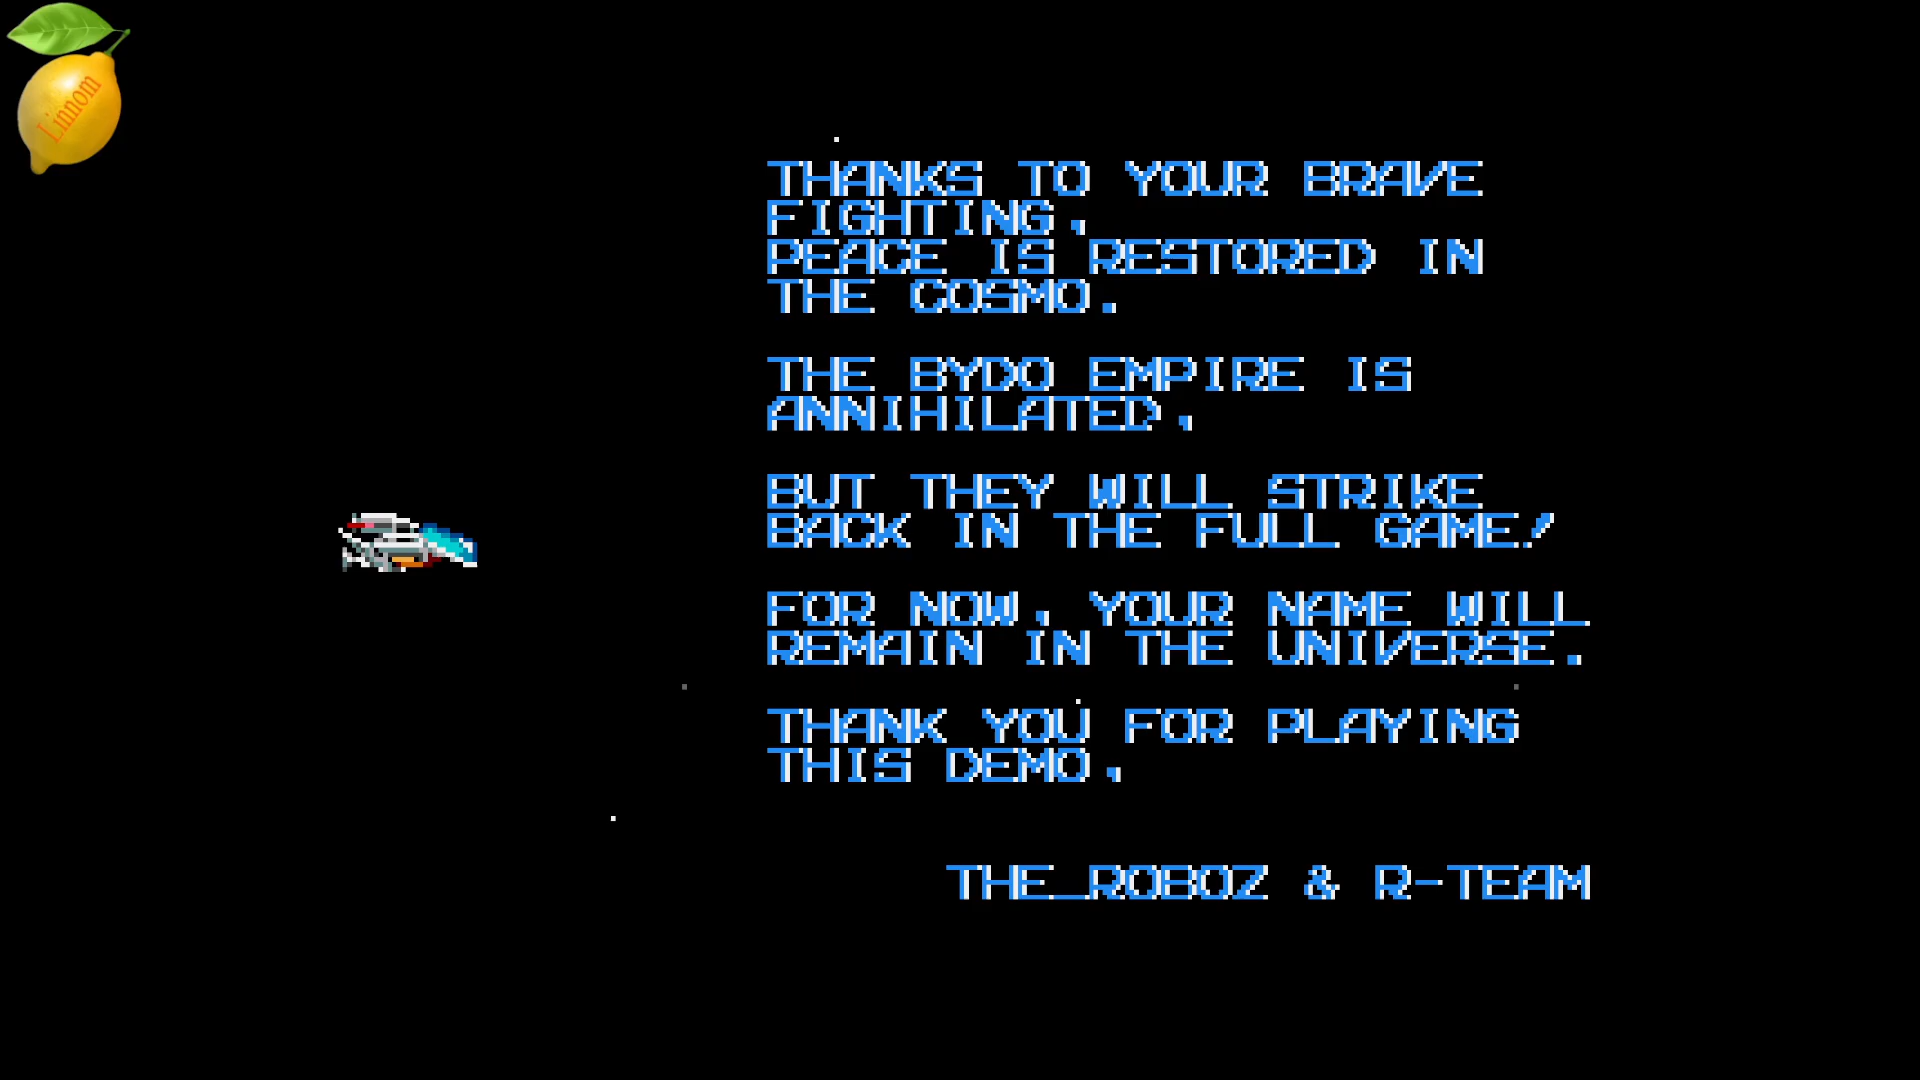 Linnom
THANKS TO YOUR BRAVE
FIGHTING,
PEACE IS RESTORED IN
THE COSMO.
THE BYDO EMPIRE IS
ANNIHILATED,
BUT THEY WILL STRIKE
BACK IN THE FULL GAME!
FOR NOW, YOUR NAME WILL
REMAIN IN THE UNIVERSE.
THANK YOU FOR PLAYING
THIS DEMO,
THE_ROBOZ & R-TEAM